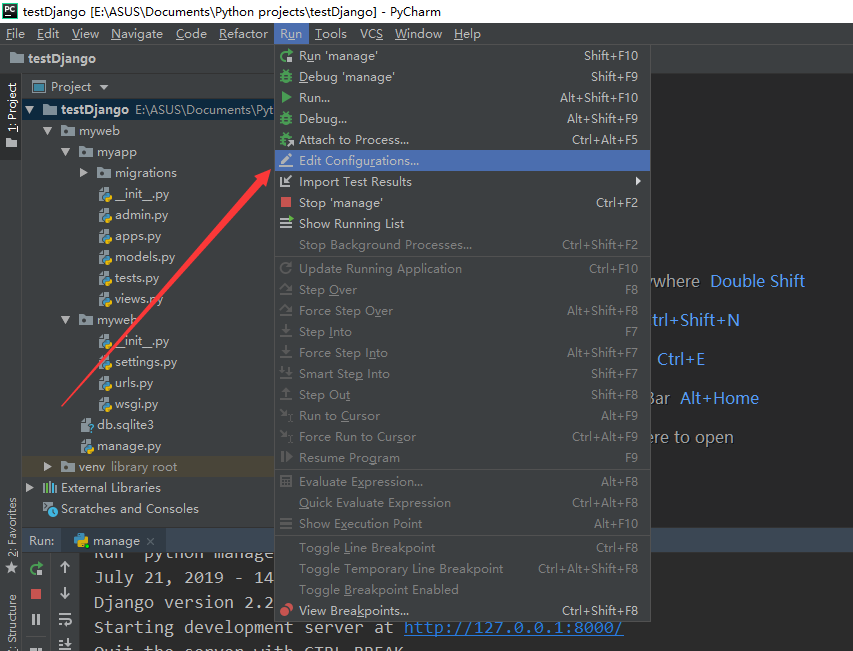 testDjango [E:\ASUS\Documents\Python projects\testDjango] - PyCharm
File Edit View Navigate Code Refactor Run Tools VCS Window Help
testDjango
1: Project
Project
testDjango E:\ASUS\Documents\Pyt
myweb
myapp
migrations
__init__.py
admin.py
apps.py
models.py
tests.py
views.py
myweb
__init__.py
settings.py
urls.py
wsgi.py
db.sqlite3
manage.py
venv library root
External Libraries
Scratches and Consoles
Run 'manage' Shift+F10
Debug 'manage' Shift+F9
Run... Alt+Shift+F10
Debug... Alt+Shift+F9
Attach to Process... Ctrl+Alt+F5
Edit Configurations...
Import Test Results
Stop 'manage' Ctrl+F2
Show Running List
Stop Background Processes... Ctrl+Shift+F2
Update Running Application Ctrl+F10
Step Over F8
Force Step Over Alt+Shift+F8
Step Into F7
Force Step Into Alt+Shift+F7
Smart Step Into Shift+F7
Step Out Shift+F8
Run to Cursor Alt+F9
Force Run to Cursor Ctrl+Alt+F9
Resume Program F9
Evaluate Expression... Alt+F8
Quick Evaluate Expression Ctrl+Alt+F8
Show Execution Point Alt+F10
Toggle Line Breakpoint Ctrl+F8
Toggle Temporary Line Breakpoint Ctrl+Alt+Shift+F8
Toggle Breakpoint Enabled
View Breakpoints... Ctrl+Shift+F8
ywhere Double Shift
trl+Shift+N
Ctrl+E
Bar Alt+Home
ere to open
2: Favorites
Structure
Run: manage
Run 'python manage
July 21, 2019 - 14
Django version 2.2
Starting development server at http://127.0.0.1:8000/
Quit the server with CTRL-BREAK